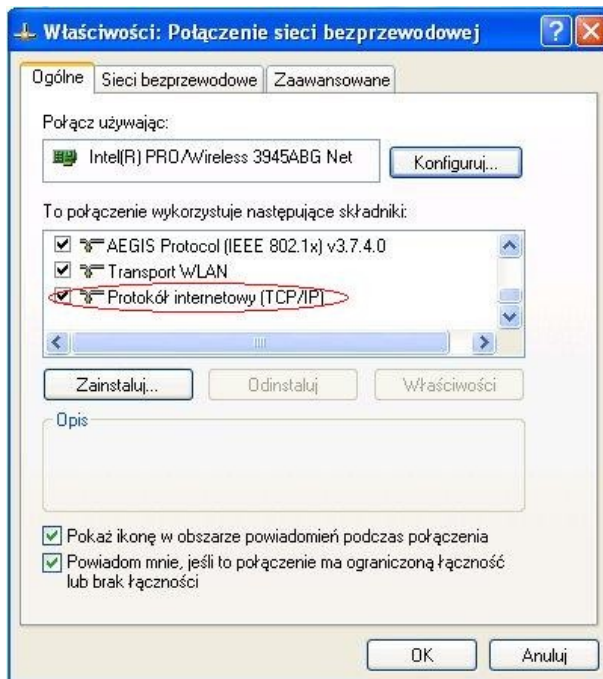 Właściwości: Połączenie sieci bezprzewodowej
Ogólne Sieci bezprzewodowe Zaawansowane
Połącz używając:
Intel(R) PRO/Wireless 3945ABG Net Konfiguruj...
To połączenie wykorzystuje następujące składniki:
AEGIS Protocol (IEEE 802.1x) v3.7.4.0
Transport WLAN
Protokół internetowy (TCP/IP)
Zainstaluj... Odinstaluj Właściwości
Opis
Pokaż ikonę w obszarze powiadomień podczas połączenia
Powiadom mnie, jeśli to połączenie ma ograniczoną łączność
lub brak łączności
OK Anuluj